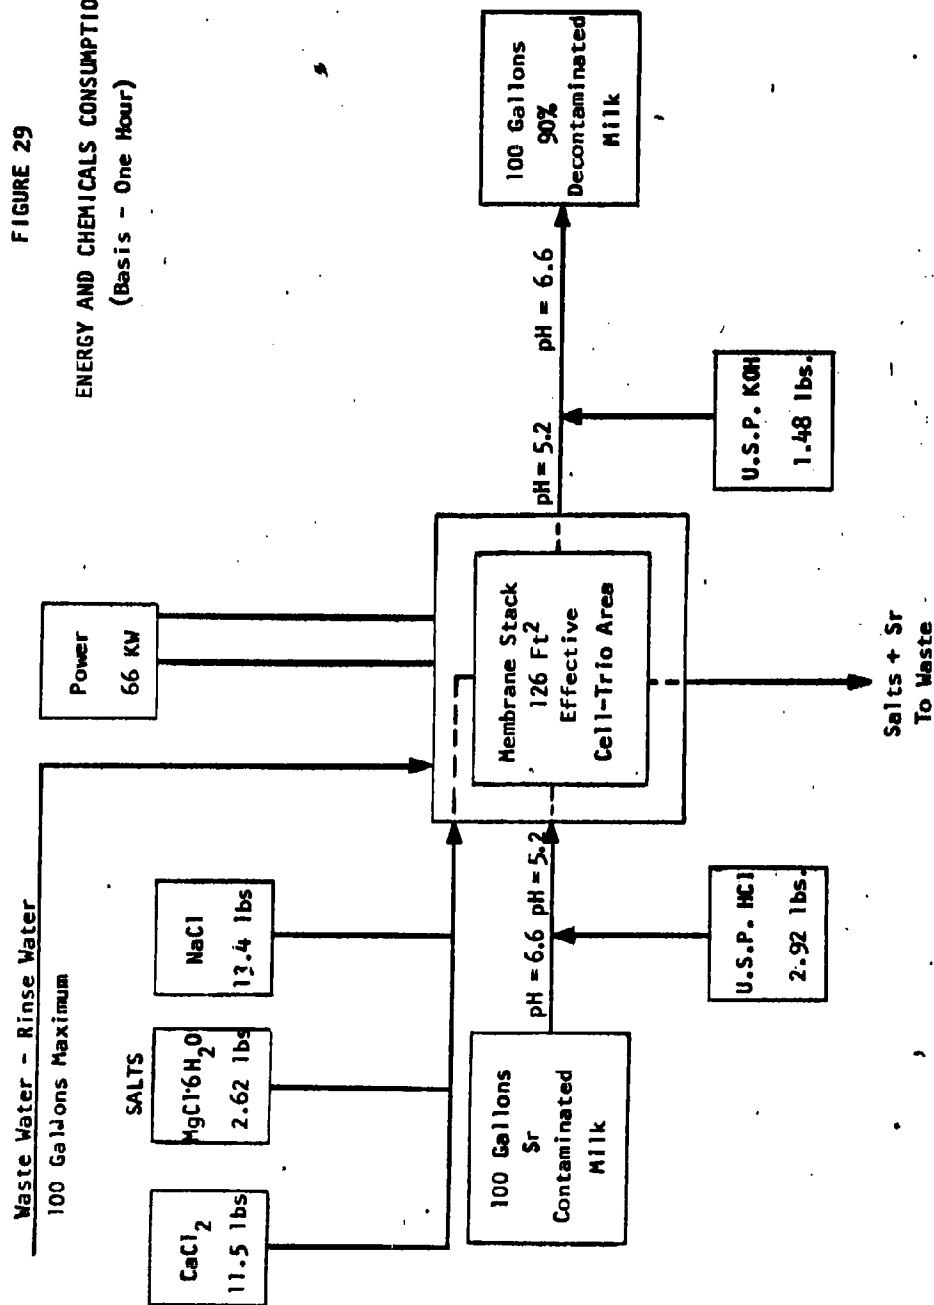 FIGURE 29
ENERGY AND CHEMICALS CONSUMPTIO
(Basis - One Hour)
Waste Water - Rinse Water
100 Gallons Maximum
SALTS
CaCl2
11.5 lbs
MgCl·6H2O
2.62 lbs
NaCl
13.4 lbs
Power
66 KW
100 Gallons
Sr
Contaminated
Milk
pH = 6.6
pH = 5.2
U.S.P. HCl
2.92 lbs.
Membrane Stack
126 Ft2
Effective
Cell-Trio Area
Salts + Sr
To Waste
pH = 5.2
pH = 6.6
U.S.P. KOH
1.48 lbs.
100 Gallons
90%
Decontaminated
Milk